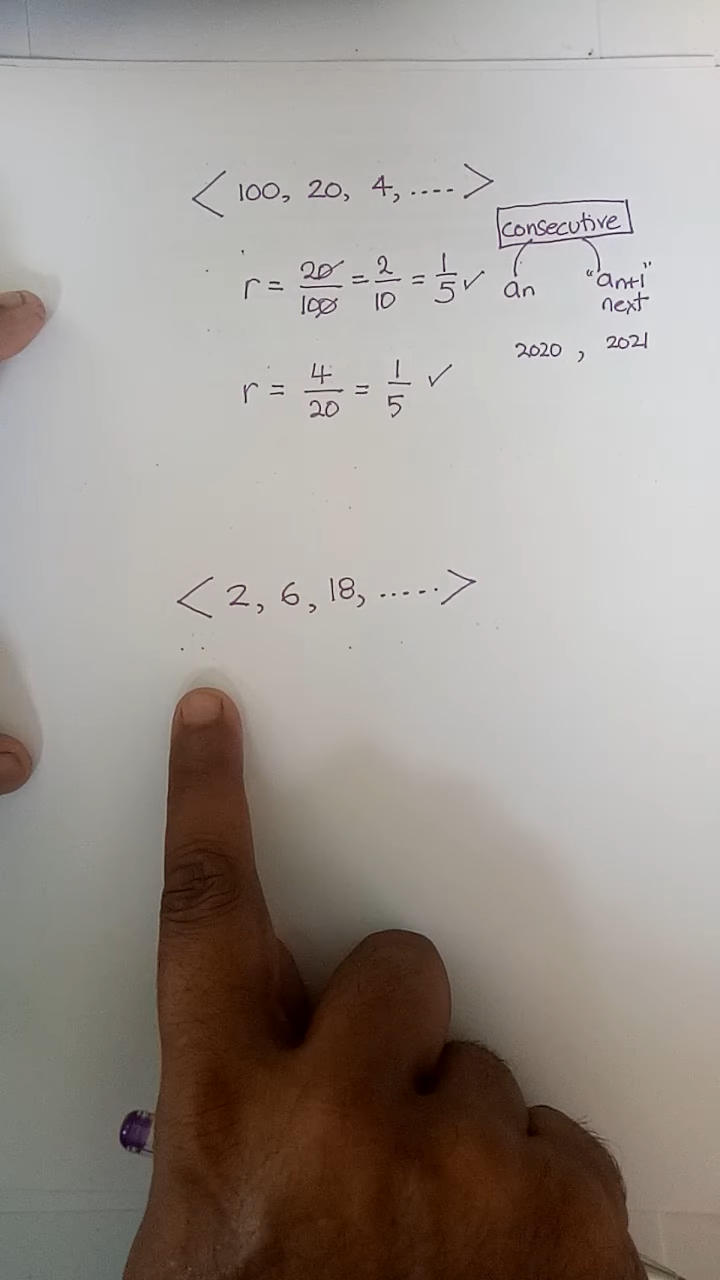 < 100, 20, 4, .... >
consecutive
an "an+1"
next
r = 20/100 = 2/10 = 1/5 ✓
2020 , 2021
r = 4/20 = 1/5 ✓
< 2, 6, 18, ..... >